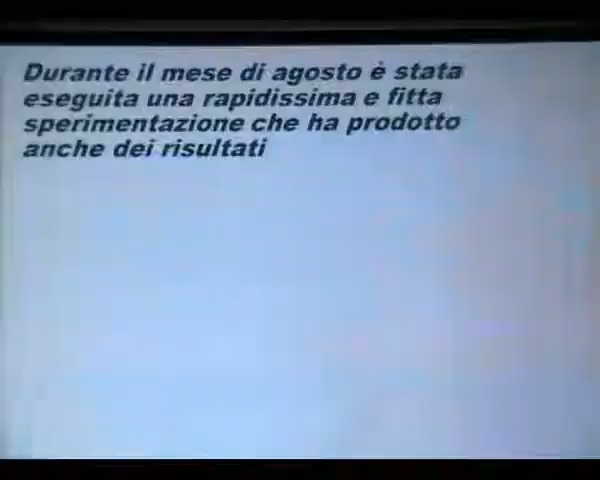 Durante il mese di agosto è stata
eseguita una rapidissima e fitta
sperimentazione che ha prodotto
anche dei risultati